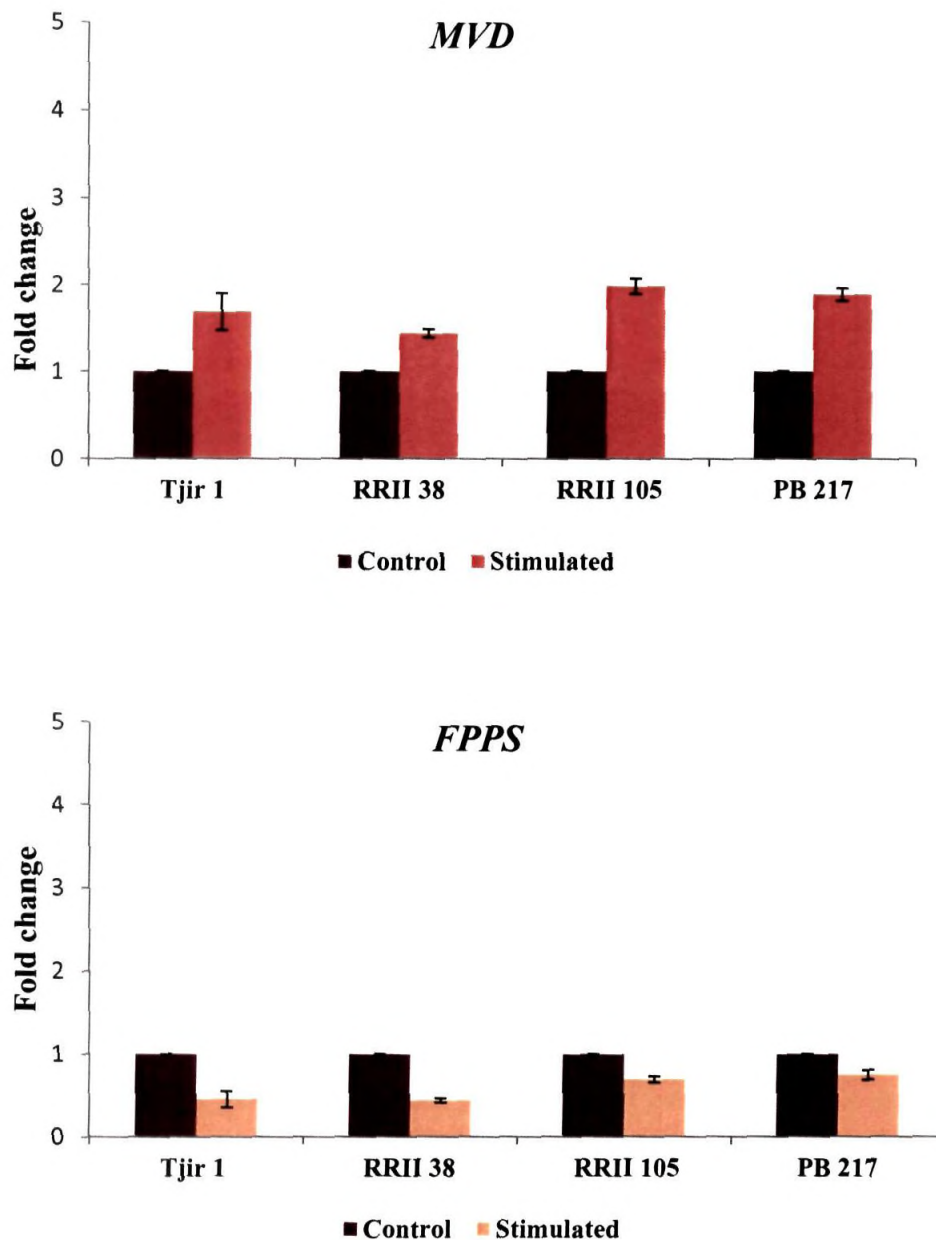 MVD
5
4
3
2
1
0
Fold change
Tjir 1 RRII 38 RRII 105 PB 217
Control Stimulated
FPPS
5
4
3
2
1
0
Fold change
Tjir 1 RRII 38 RRII 105 PB 217
Control Stimulated